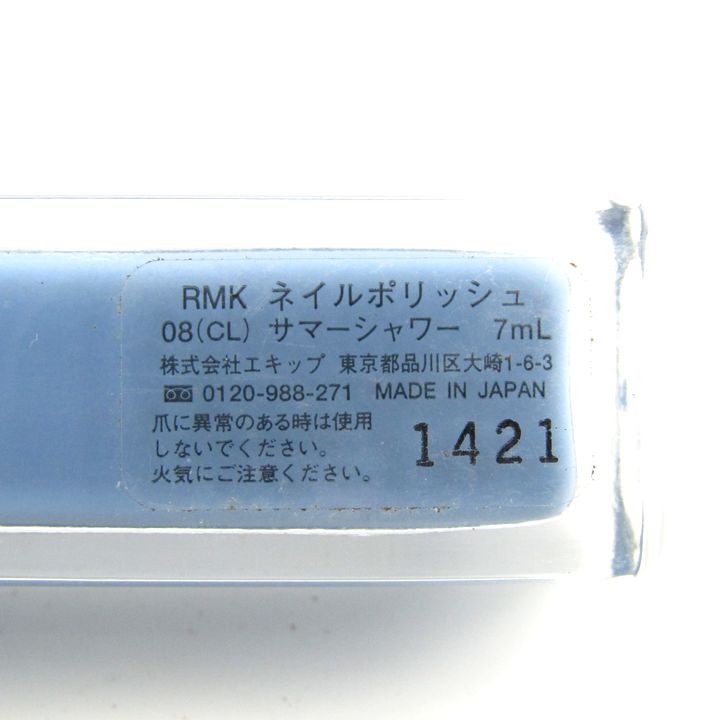 RMK ネイルポリッシュ
08(CL) サマーシャワー 7mL
株式会社エキップ 東京都品川区大崎1-6-3
0120-988-271 MADE IN JAPAN
爪に異常のある時は使用
しないでください。
火気にご注意ください。
1421